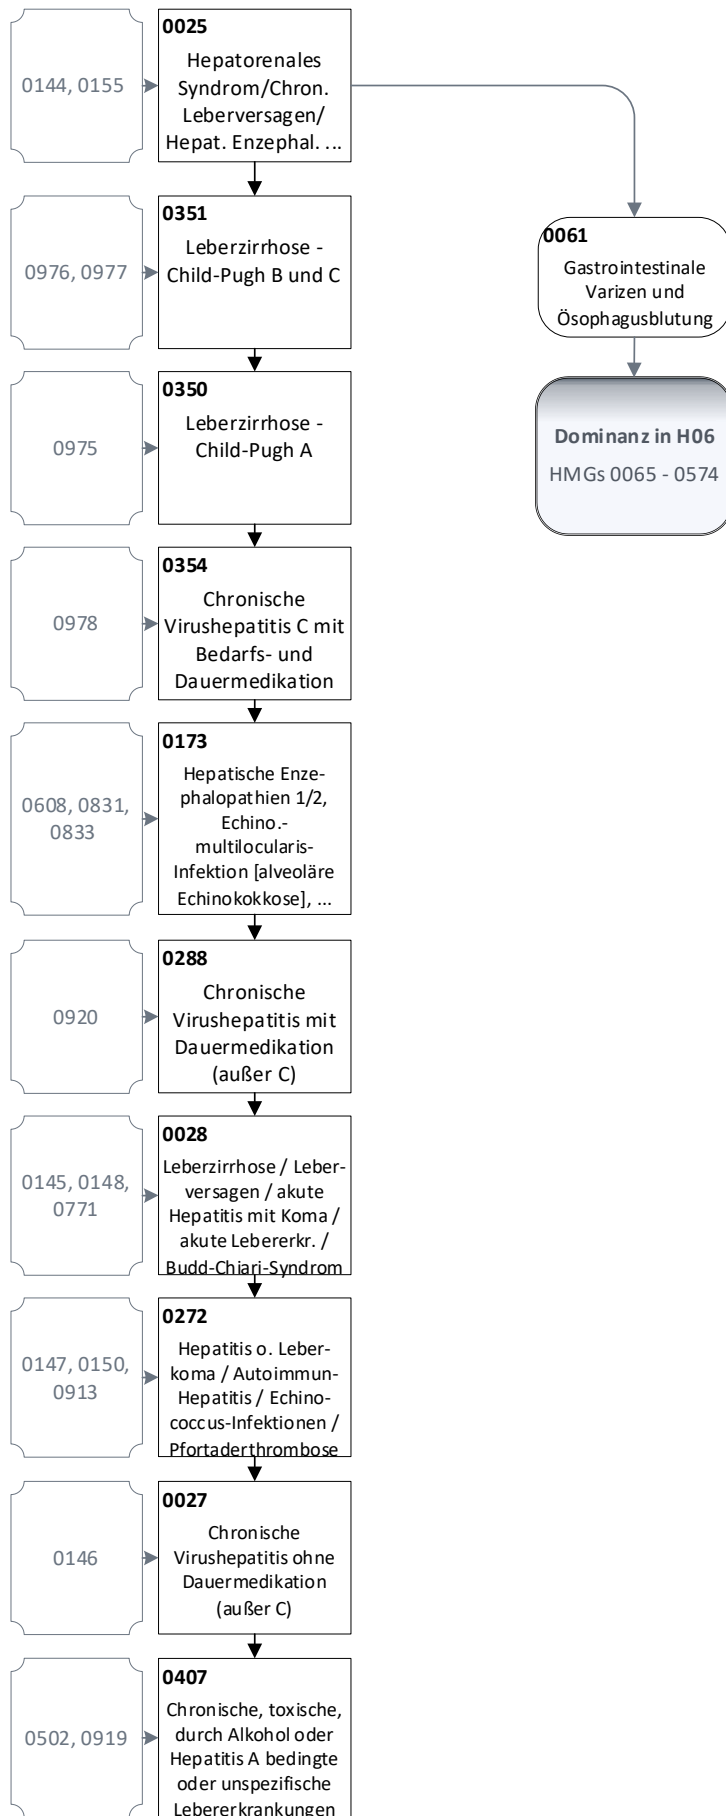 0144, 0155
0025
Hepatorenales
Syndrom/Chron.
Leberversagen/
Hepat. Enzephal. ...
0976, 0977
0351
Leberzirrhose -
Child-Pugh B und C
0061
Gastrointestinale
Varizen und
Ösophagusblutung
0975
0350
Leberzirrhose -
Child-Pugh A
Dominanz in H06
HMGs 0065 - 0574
0978
0354
Chronische
Virushepatitis C mit
Bedarfs- und
Dauermedikation
0608, 0831,
0833
0173
Hepatische Enze-
phalopathien 1/2,
Echino.-
multilocularis-
Infektion [alveoläre
Echinokokkose], ...
0920
0288
Chronische
Virushepatitis mit
Dauermedikation
(außer C)
0145, 0148,
0771
0028
Leberzirrhose / Leber-
versagen / akute
Hepatitis mit Koma /
akute Lebererkr. /
Budd-Chiari-Syndrom
0147, 0150,
0913
0272
Hepatitis o. Leber-
koma / Autoimmun-
Hepatitis / Echino-
coccus-Infektionen /
Pfortaderthrombose
0146
0027
Chronische
Virushepatitis ohne
Dauermedikation
(außer C)
0502, 0919
0407
Chronische, toxische,
durch Alkohol oder
Hepatitis A bedingte
oder unspezifische
Lebererkrankungen